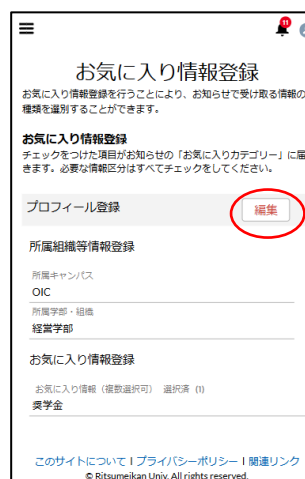 11
お気に入り情報登録
お気に入り情報登録を行うことにより、お知らせで受け取る情報の
種類を選別することができます。
お気に入り情報登録
チェックをつけた項目がお知らせの「お気に入りカテゴリー」に届
きます。必要な情報区分はすべてチェックをしてください。
プロフィール登録 編集
所属組織等情報登録
所属キャンパス
OIC
所属学部・組織
経営学部
お気に入り情報登録
お気に入り情報（複数選択可） 選択済 (1)
奨学金
このサイトについて | プライバシーポリシー | 関連リンク
© Ritsumeikan Univ. All rights reserved.